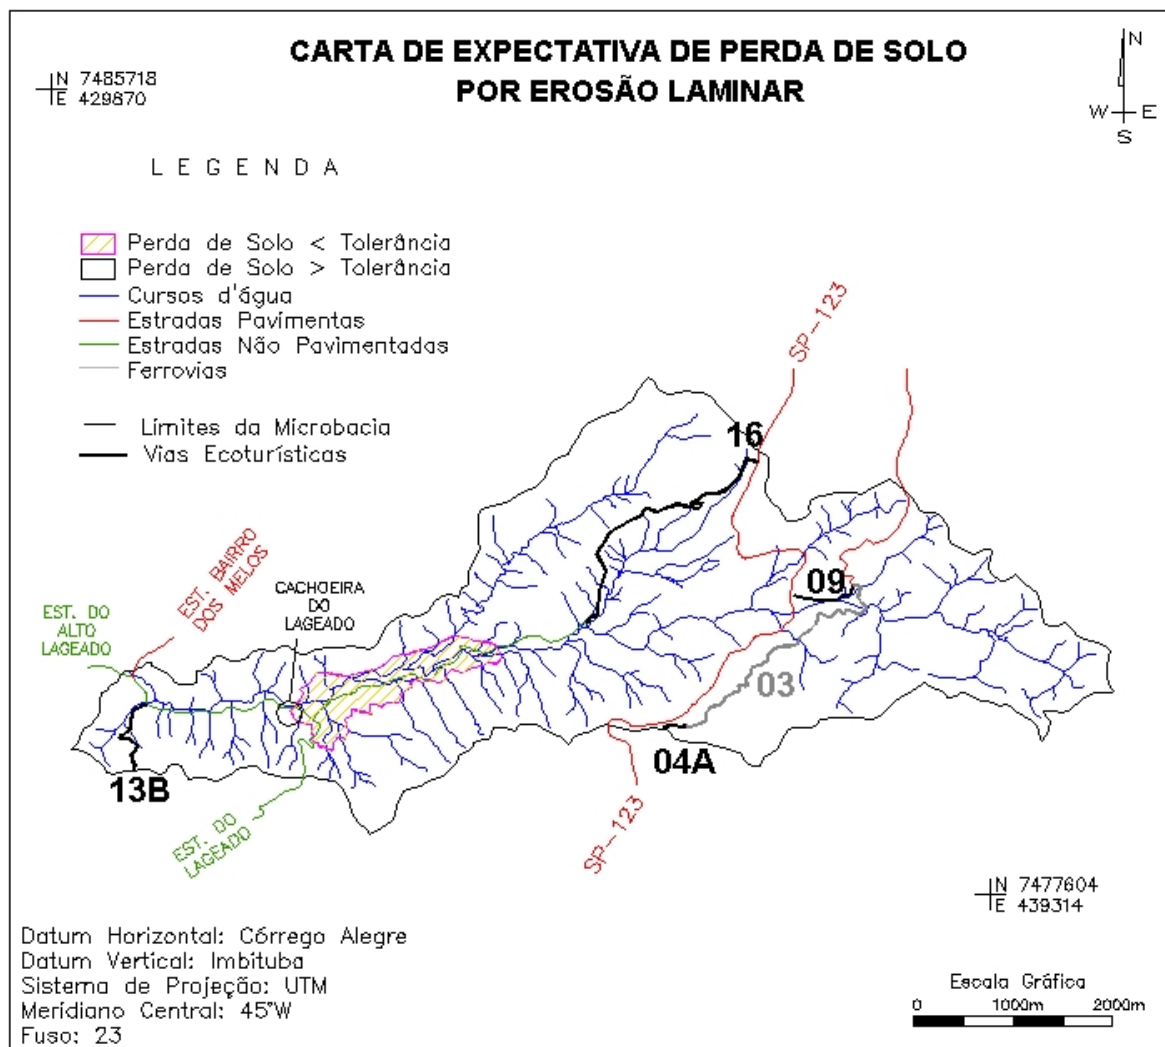 CARTA DE EXPECTATIVA DE PERDA DE SOLO
POR EROSÃO LAMINAR
N 7485718
E 429870
N
W E
S
LEGENDA
Perda de Solo < Tolerância
Perda de Solo > Tolerância
Cursos d'água
Estradas Pavimentas
Estradas Não Pavimentadas
Ferrovias
Limites da Microbacia
Vias Ecoturísticas
SP-123
16
EST. BAIRRO
DOS MELOS
CACHOEIRA
DO
LAGEADO
09
EST. DO
ALTO
LAGEADO
03
04A
13B
EST. DO
LAGEADO
SP-123
N 7477604
E 439314
Datum Horizontal: Córrego Alegre
Datum Vertical: Imbituba
Sistema de Projeção: UTM
Meridiano Central: 45°W
Fuso: 23
Escala Gráfica
0 1000m 2000m